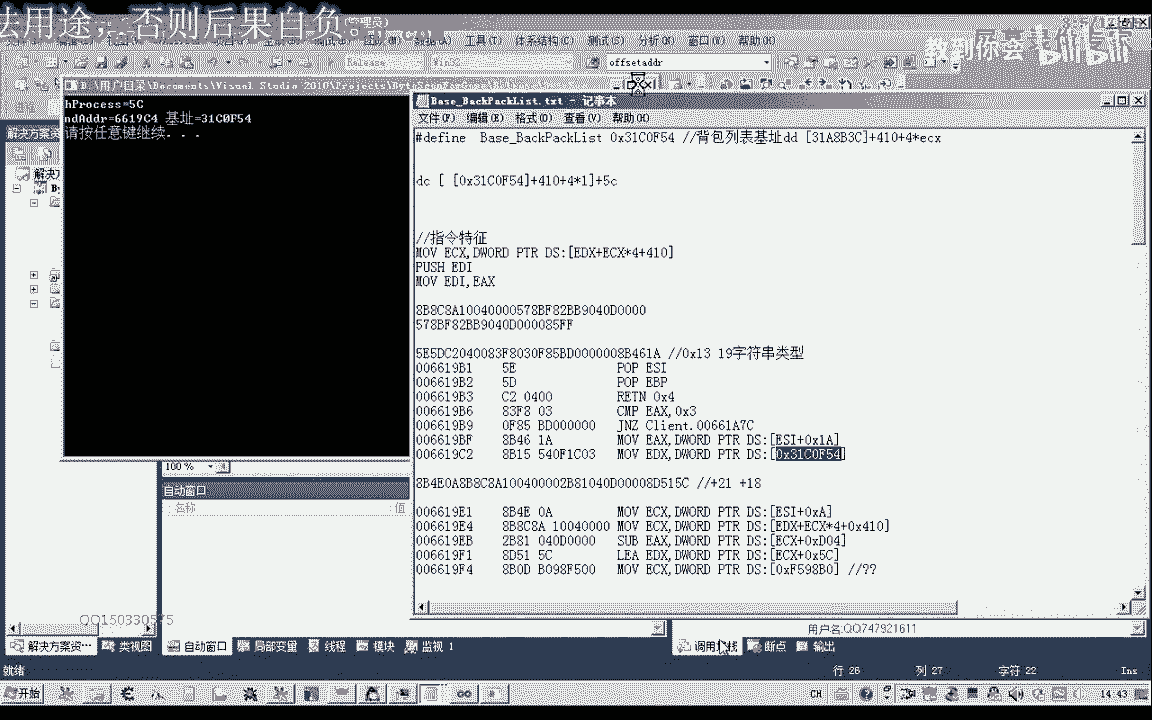 法用途，否则后果自负。
(管理员)
工具(T) 体系结构(C) 测试(S) 分析(N) 窗口(W) 帮助(H)
教到你会
Release
Win32
offsetaddr
hProcess=5C
ndAddr=6619C4 基址=31C0F54
请按任意键继续. . .
Base_BackPackList.txt - 记事本
文件(F) 编辑(E) 格式(O) 查看(V) 帮助(H)
#define Base_BackPackList 0x31C0F54 //背包列表基址dd [31A8B3C]+410+4*ecx
dc [ [0x31C0F54]+410+4*1]+5c
//指令特征
MOV ECX,DWORD PTR DS:[EDX+ECX*4+410]
PUSH EDI
MOV EDI,EAX
8B8C8A10040000578BF82BB9040D0000
578BF82BB9040D000085FF
5E5DC2040083F8030F85BD0000008B461A //0x13 19字符串类型
006619B1 5E POP ESI
006619B2 5D POP EBP
006619B3 C2 0400 RETN 0x4
006619B6 83F8 03 CMP EAX,0x3
006619B9 0F85 BD000000 JNZ Client.00661A7C
006619BF 8B46 1A MOV EAX,DWORD PTR DS:[ESI+0x1A]
006619C2 8B15 540F1C03 MOV EDX,DWORD PTR DS:[0x31C0F54]
8B4E0A8B8C8A100400002B81040D00008D515C //+21 +18
006619E1 8B4E 0A MOV ECX,DWORD PTR DS:[ESI+0xA]
006619E4 8B8C8A 10040000 MOV ECX,DWORD PTR DS:[EDX+ECX*4+0x410]
006619EB 2B81 040D0000 SUB EAX,DWORD PTR DS:[ECX+0xD04]
006619F1 8D51 5C LEA EDX,DWORD PTR DS:[ECX+0x5C]
006619F4 8B0D B098F500 MOV ECX,DWORD PTR DS:[0xF598B0] //??
解决方案资
解决方
100 %
自动窗口
名称
值
QQ150330575
用户名:QQ747921611
解决方案资… 类视图 自动窗口 局部变量 线程 模块 监视 1 调用堆栈 断点 输出
就绪 行 26 列 27 字符 22 Ins
开始 CH 14:43